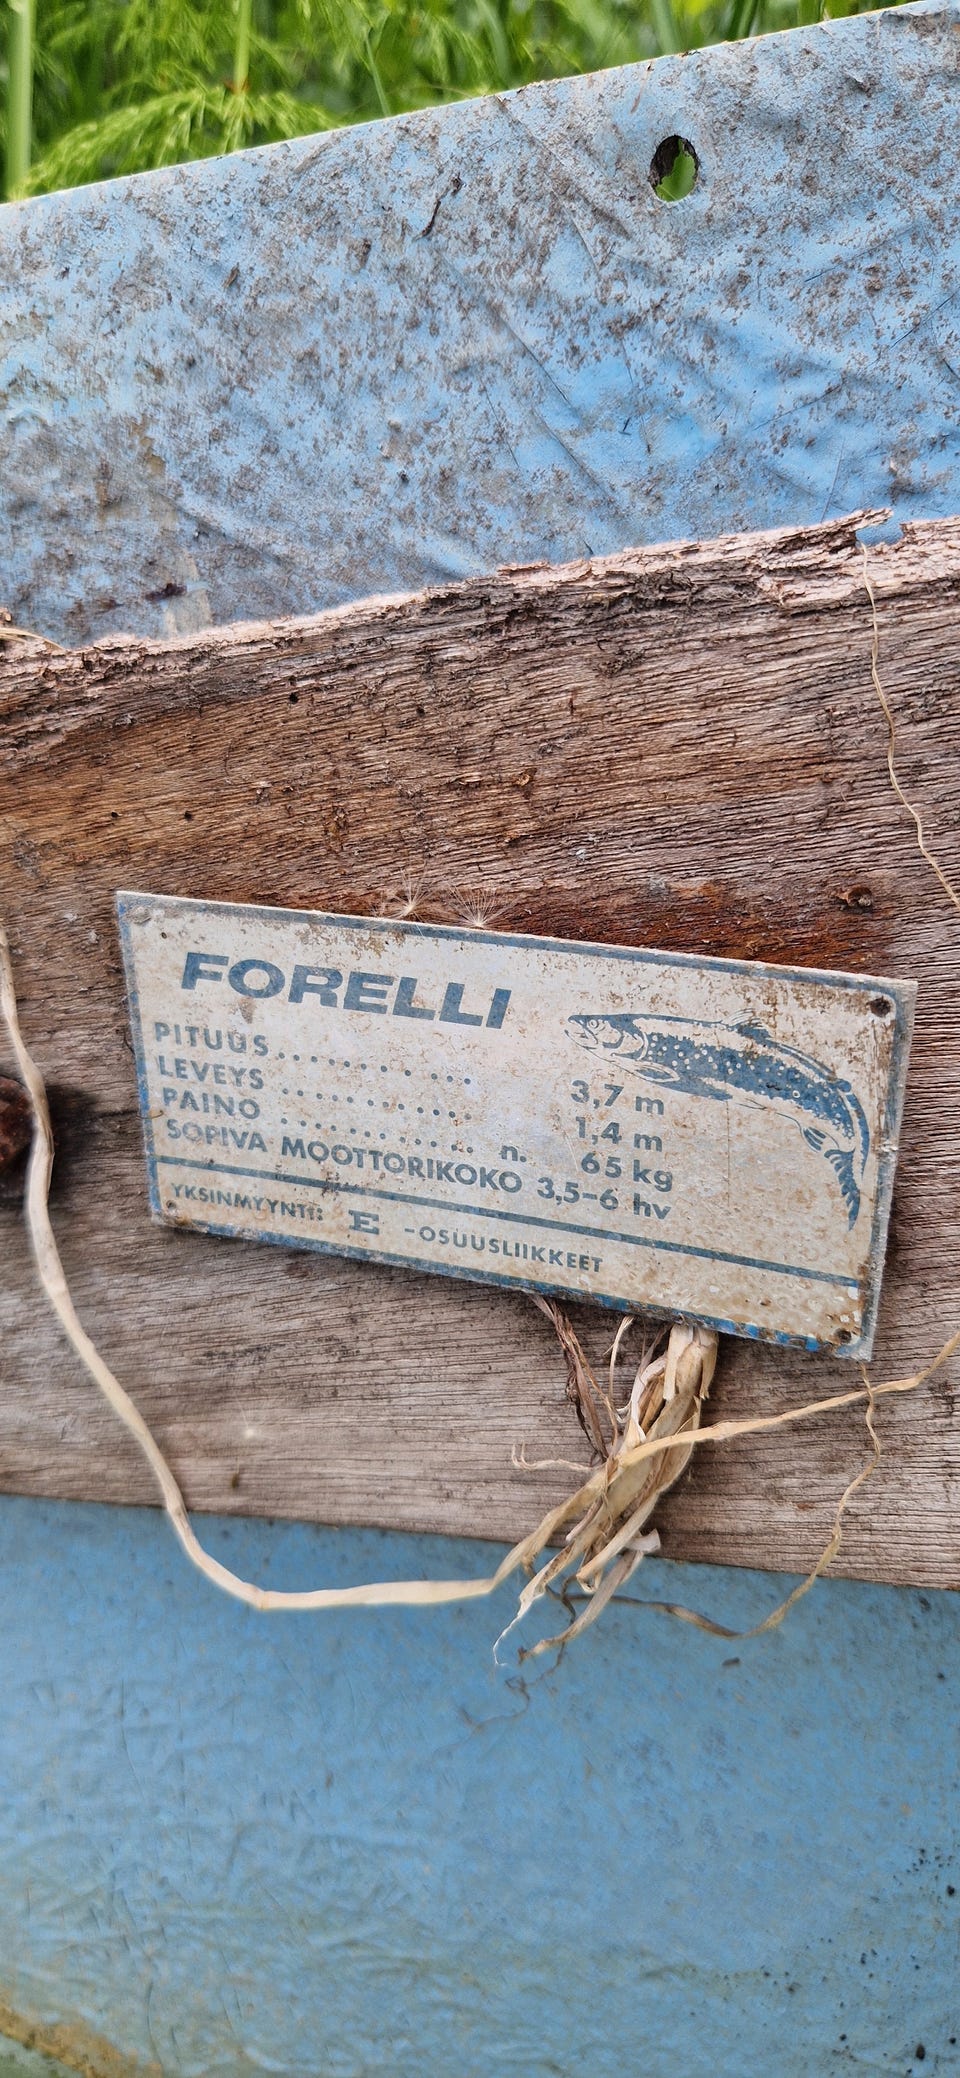 FORELLI
PITUUS.............. 3,7 m
LEVEYS ............. 1,4 m
PAINO .............. n. 65 kg
SOPIVA MOOTTORIKOKO 3,5-6 hv
YKSINMYYNTI: E -OSUUSLIIKKEET